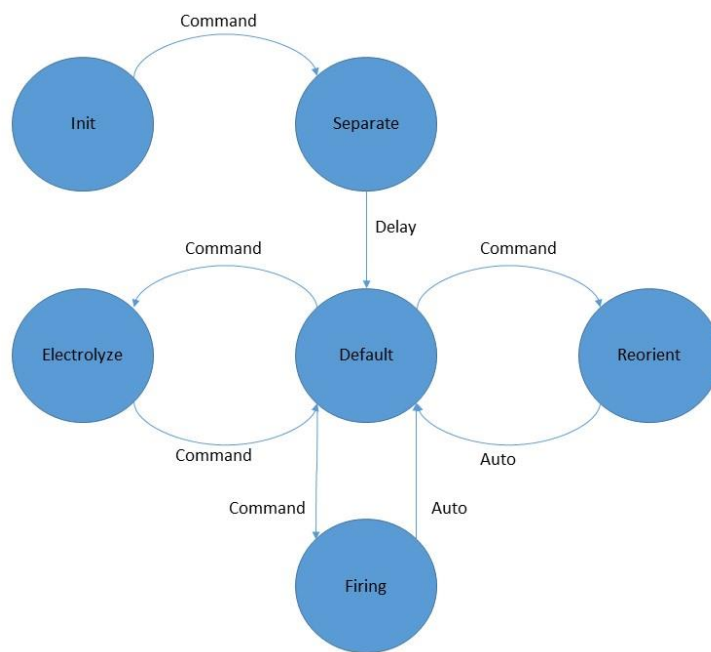 Command
Init
Separate
Delay
Command
Command
Electrolyze
Default
Reorient
Command
Auto
Command
Auto
Firing